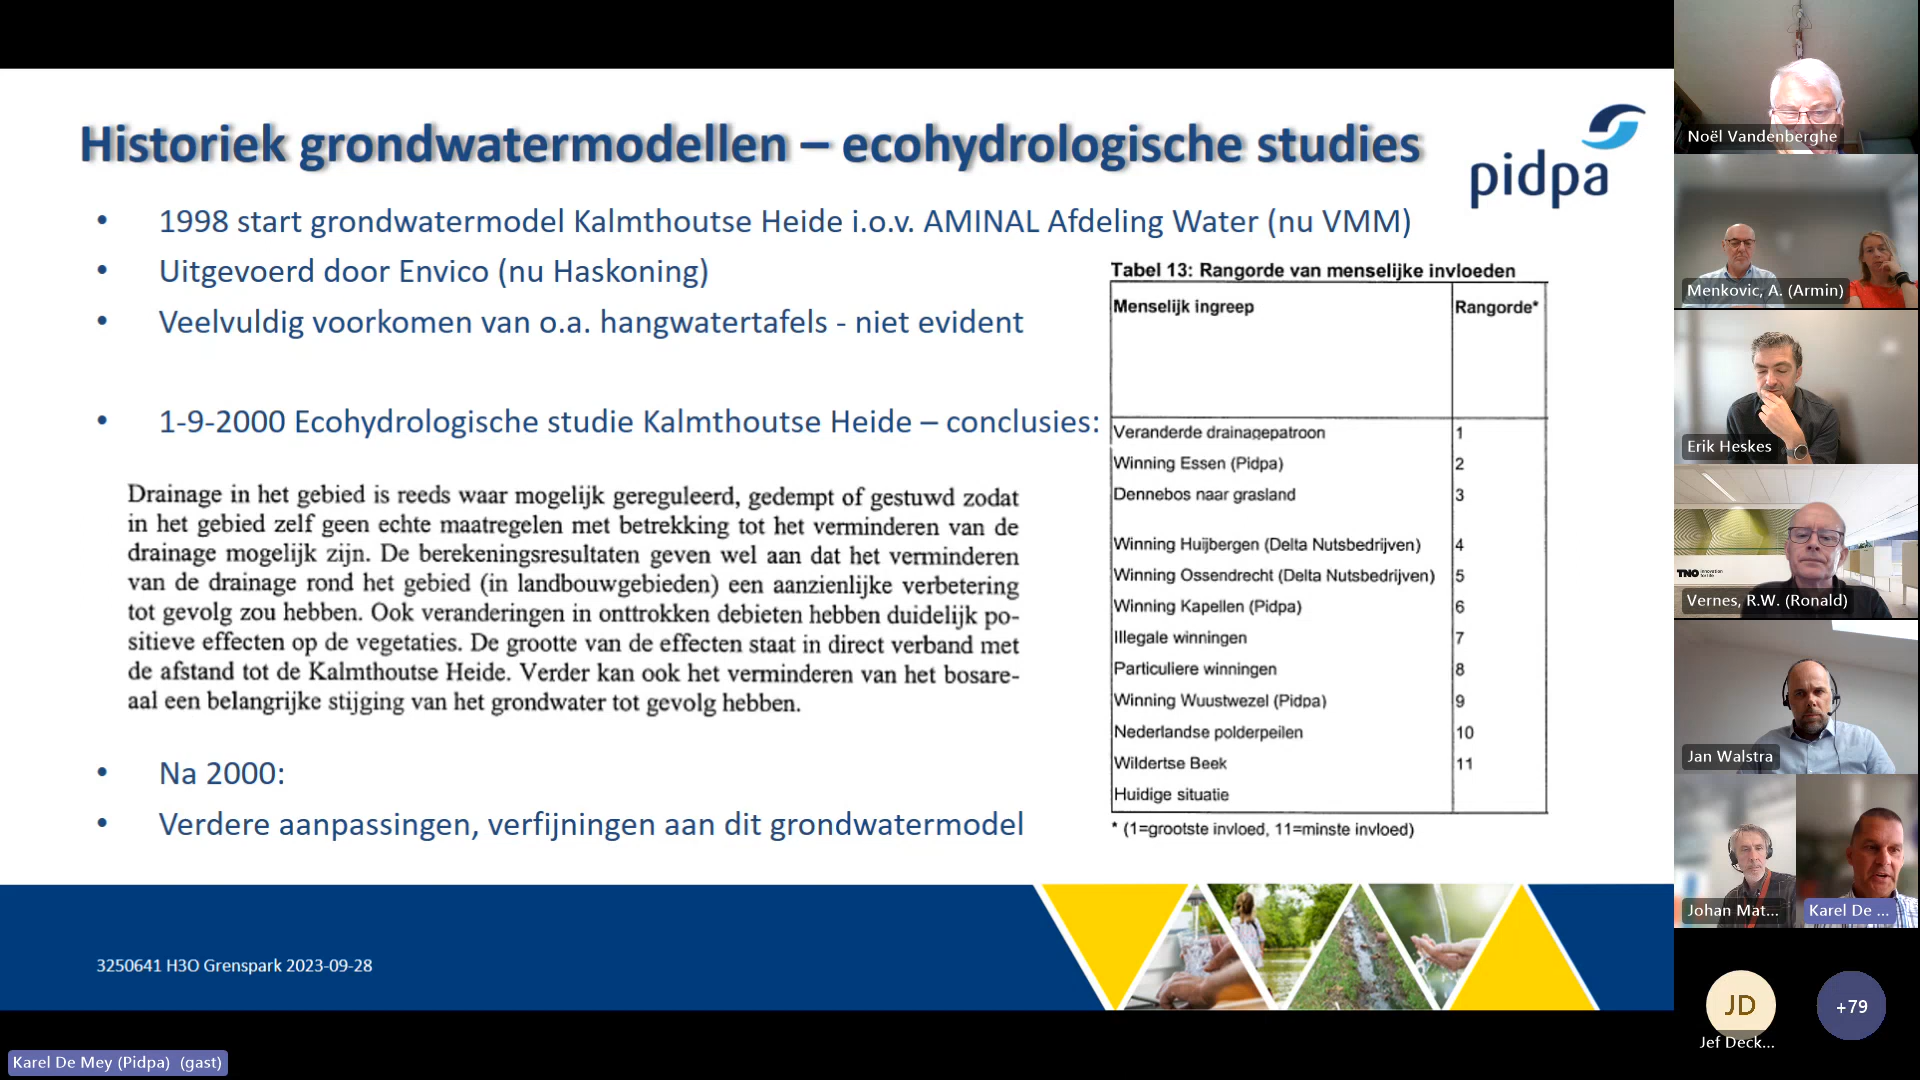 Historiek grondwatermodellen – ecohydrologische studies
pidpa
• 1998 start grondwatermodel Kalmthoutse Heide i.o.v. AMINAL Afdeling Water (nu VMM)
• Uitgevoerd door Envico (nu Haskoning)
• Veelvuldig voorkomen van o.a. hangwatertafels - niet evident
• 1-9-2000 Ecohydrologische studie Kalmthoutse Heide – conclusies:
Drainage in het gebied is reeds waar mogelijk gereguleerd, gedempt of gestuwd zodat
in het gebied zelf geen echte maatregelen met betrekking tot het verminderen van de
drainage mogelijk zijn. De berekeningsresultaten geven wel aan dat het verminderen
van de drainage rond het gebied (in landbouwgebieden) een aanzienlijke verbetering
tot gevolg zou hebben. Ook veranderingen in onttrokken debieten hebben duidelijk po-
sitieve effecten op de vegetaties. De grootte van de effecten staat in direct verband met
de afstand tot de Kalmthoutse Heide. Verder kan ook het verminderen van het bosare-
aal een belangrijke stijging van het grondwater tot gevolg hebben.
• Na 2000:
• Verdere aanpassingen, verfijningen aan dit grondwatermodel
Tabel 13: Rangorde van menselijke invloeden
Menselijk ingreep Rangorde*
Veranderde drainagepatroon 1
Winning Essen (Pidpa) 2
Dennebos naar grasland 3
Winning Huijbergen (Delta Nutsbedrijven) 4
Winning Ossendrecht (Delta Nutsbedrijven) 5
Winning Kapellen (Pidpa) 6
Illegale winningen 7
Particuliere winningen 8
Winning Wuustwezel (Pidpa) 9
Nederlandse polderpeilen 10
Wildertse Beek 11
Huidige situatie
* (1=grootste invloed, 11=minste invloed)
3250641 H3O Grenspark 2023-09-28
Karel De Mey (Pidpa) (gast)
Noël Vandenberghe
Menkovic, A. (Armin)
Erik Heskes
TNO innovation for life
Vernes, R.W. (Ronald)
Jan Walstra
Johan Mat... Karel De ...
JD +79
Jef Deck...